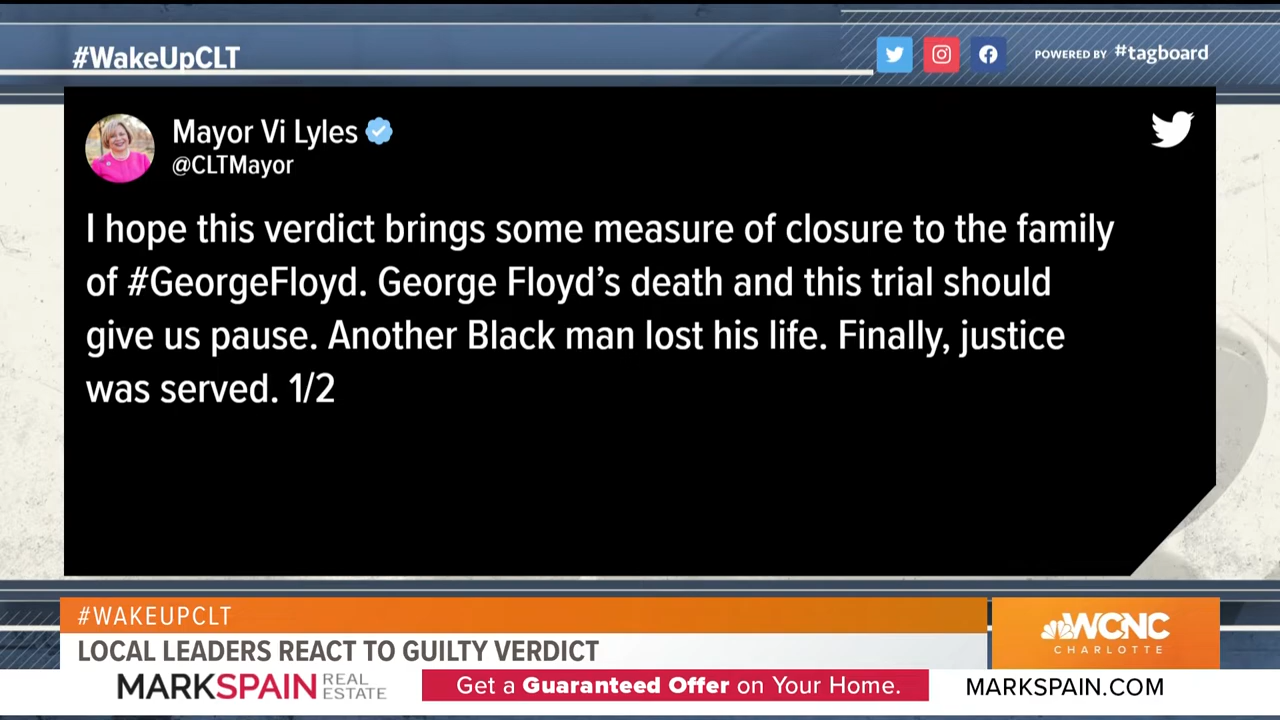 #WakeUpCLT
POWERED BY #tagboard
Mayor Vi Lyles
@CLTMayor
I hope this verdict brings some measure of closure to the family
of #GeorgeFloyd. George Floyd’s death and this trial should
give us pause. Another Black man lost his life. Finally, justice
was served. 1/2
#WAKEUPCLT
LOCAL LEADERS REACT TO GUILTY VERDICT
WCNC
CHARLOTTE
MARKSPAIN REAL
ESTATE
Get a Guaranteed Offer on Your Home.
MARKSPAIN.COM